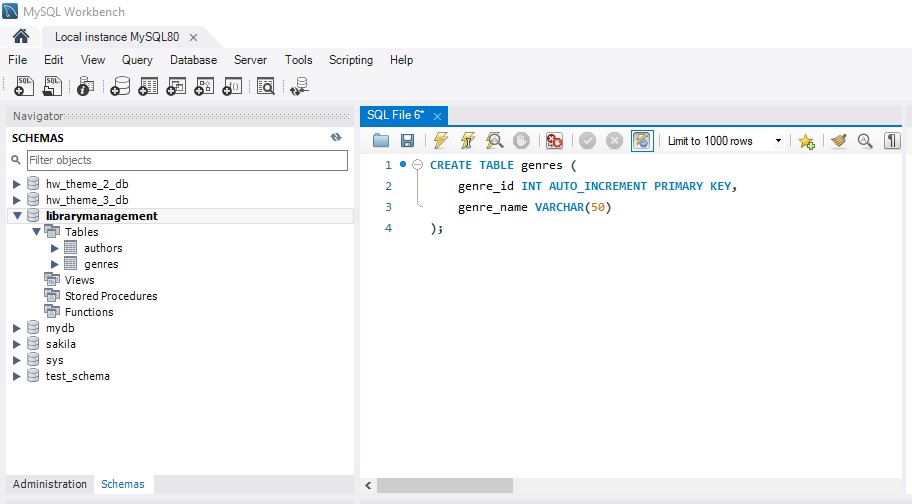 MySQL Workbench
Local instance MySQL80
File Edit View Query Database Server Tools Scripting Help
Navigator
SCHEMAS
Filter objects
hw_theme_2_db
hw_theme_3_db
librarymanagement
Tables
authors
genres
Views
Stored Procedures
Functions
mydb
sakila
sys
test_schema
Administration Schemas
SQL File 6*
Limit to 1000 rows
1 CREATE TABLE genres (
2 genre_id INT AUTO_INCREMENT PRIMARY KEY,
3 genre_name VARCHAR(50)
4 );